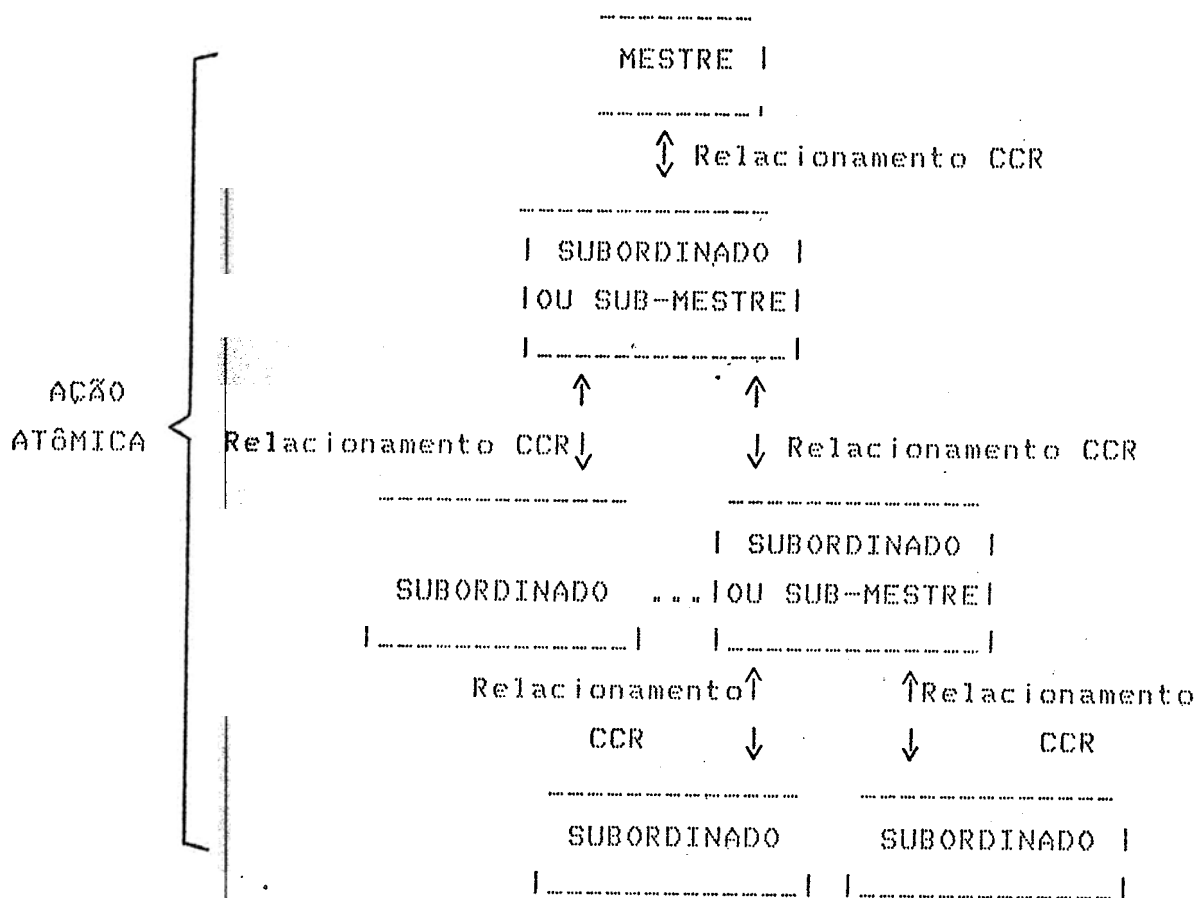 MESTRE
Relacionamento CCR
SUBORDINADO
OU SUB-MESTRE
AÇÃO
ATÔMICA
Relacionamento CCR
Relacionamento CCR
SUBORDINADO
SUBORDINADO ... OU SUB-MESTRE
Relacionamento Relacionamento
CCR CCR
SUBORDINADO SUBORDINADO